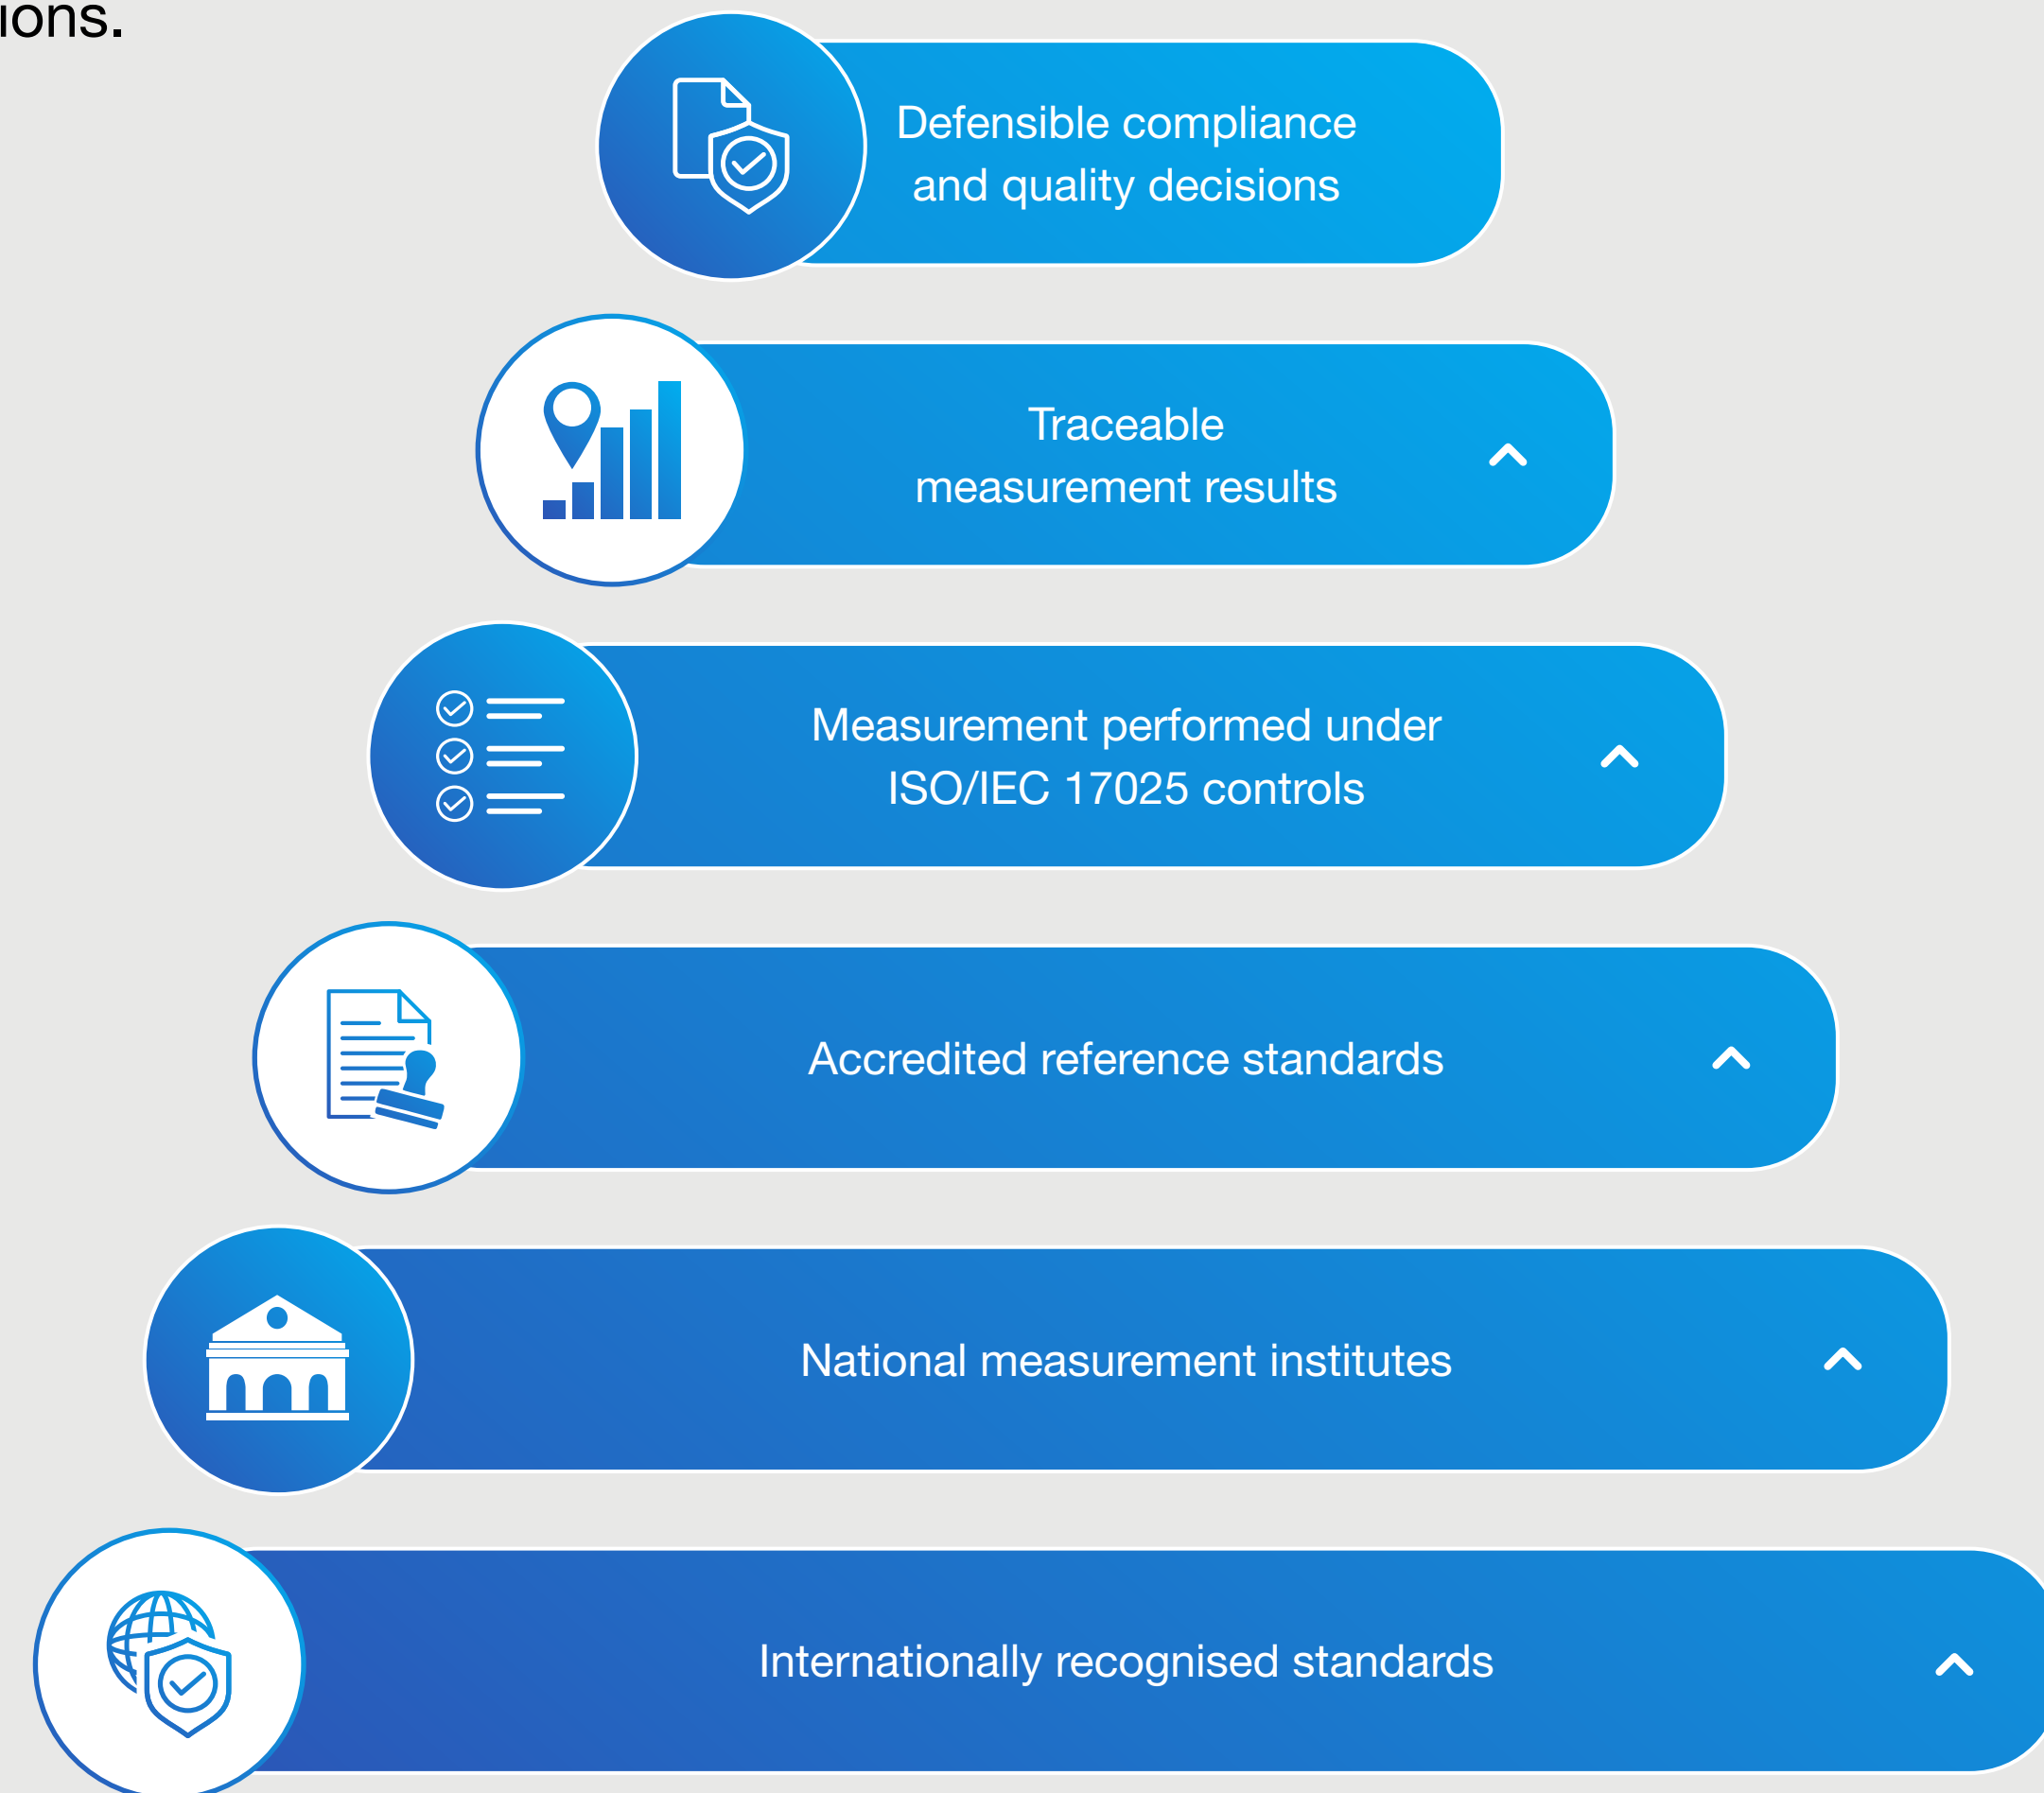 Defensible compliance
and quality decisions
Traceable
measurement results
Measurement performed under
ISO/IEC 17025 controls
Accredited reference standards
National measurement institutes
Internationally recognised standards